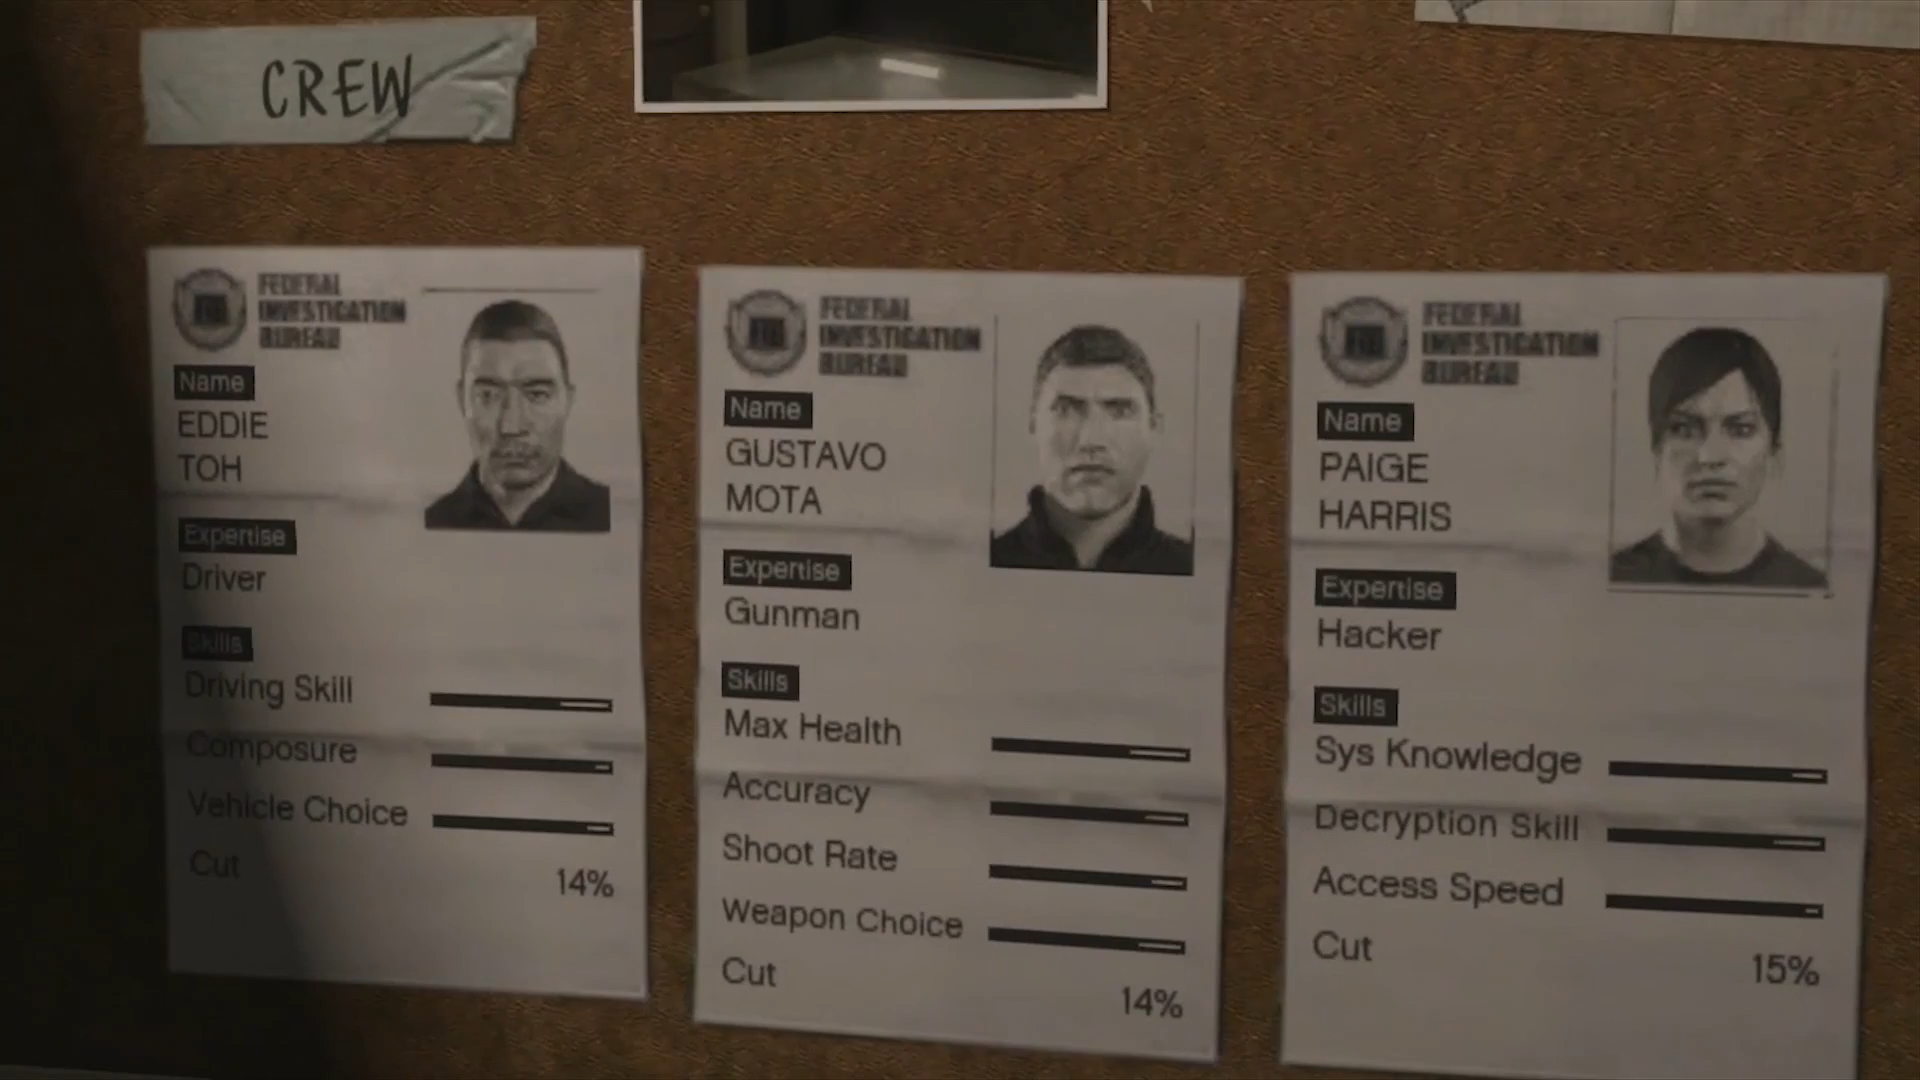 CREW
FEDERAL
INVESTIGATION
BUREAU
Name
EDDIE
TOH
Expertise
Driver
Skills
Driving Skill
Composure
Vehicle Choice
Cut
14%
FEDERAL
INVESTIGATION
BUREAU
Name
GUSTAVO
MOTA
Expertise
Gunman
Skills
Max Health
Accuracy
Shoot Rate
Weapon Choice
Cut
14%
FEDERAL
INVESTIGATION
BUREAU
Name
PAIGE
HARRIS
Expertise
Hacker
Skills
Sys Knowledge
Decryption Skill
Access Speed
Cut
15%